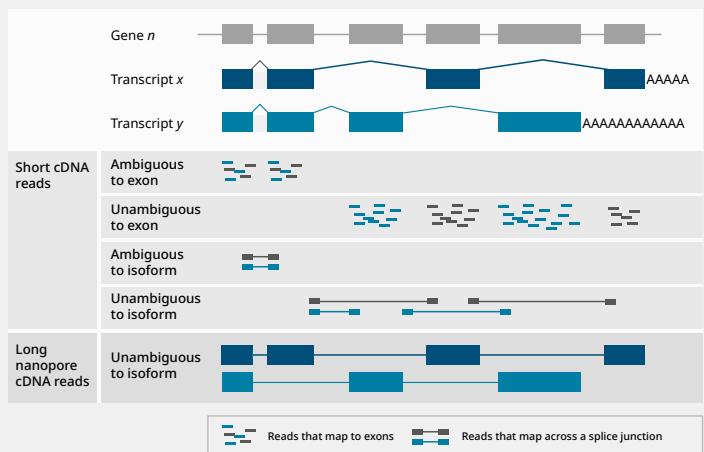 Gene n
Transcript x
AAAAA
Transcript y
AAAAAAAAAAAA
Short cDNA
reads
Ambiguous
to exon
Unambiguous
to exon
Ambiguous
to isoform
Unambiguous
to isoform
Long
nanopore
cDNA reads
Unambiguous
to isoform
Reads that map to exons
Reads that map across a splice junction